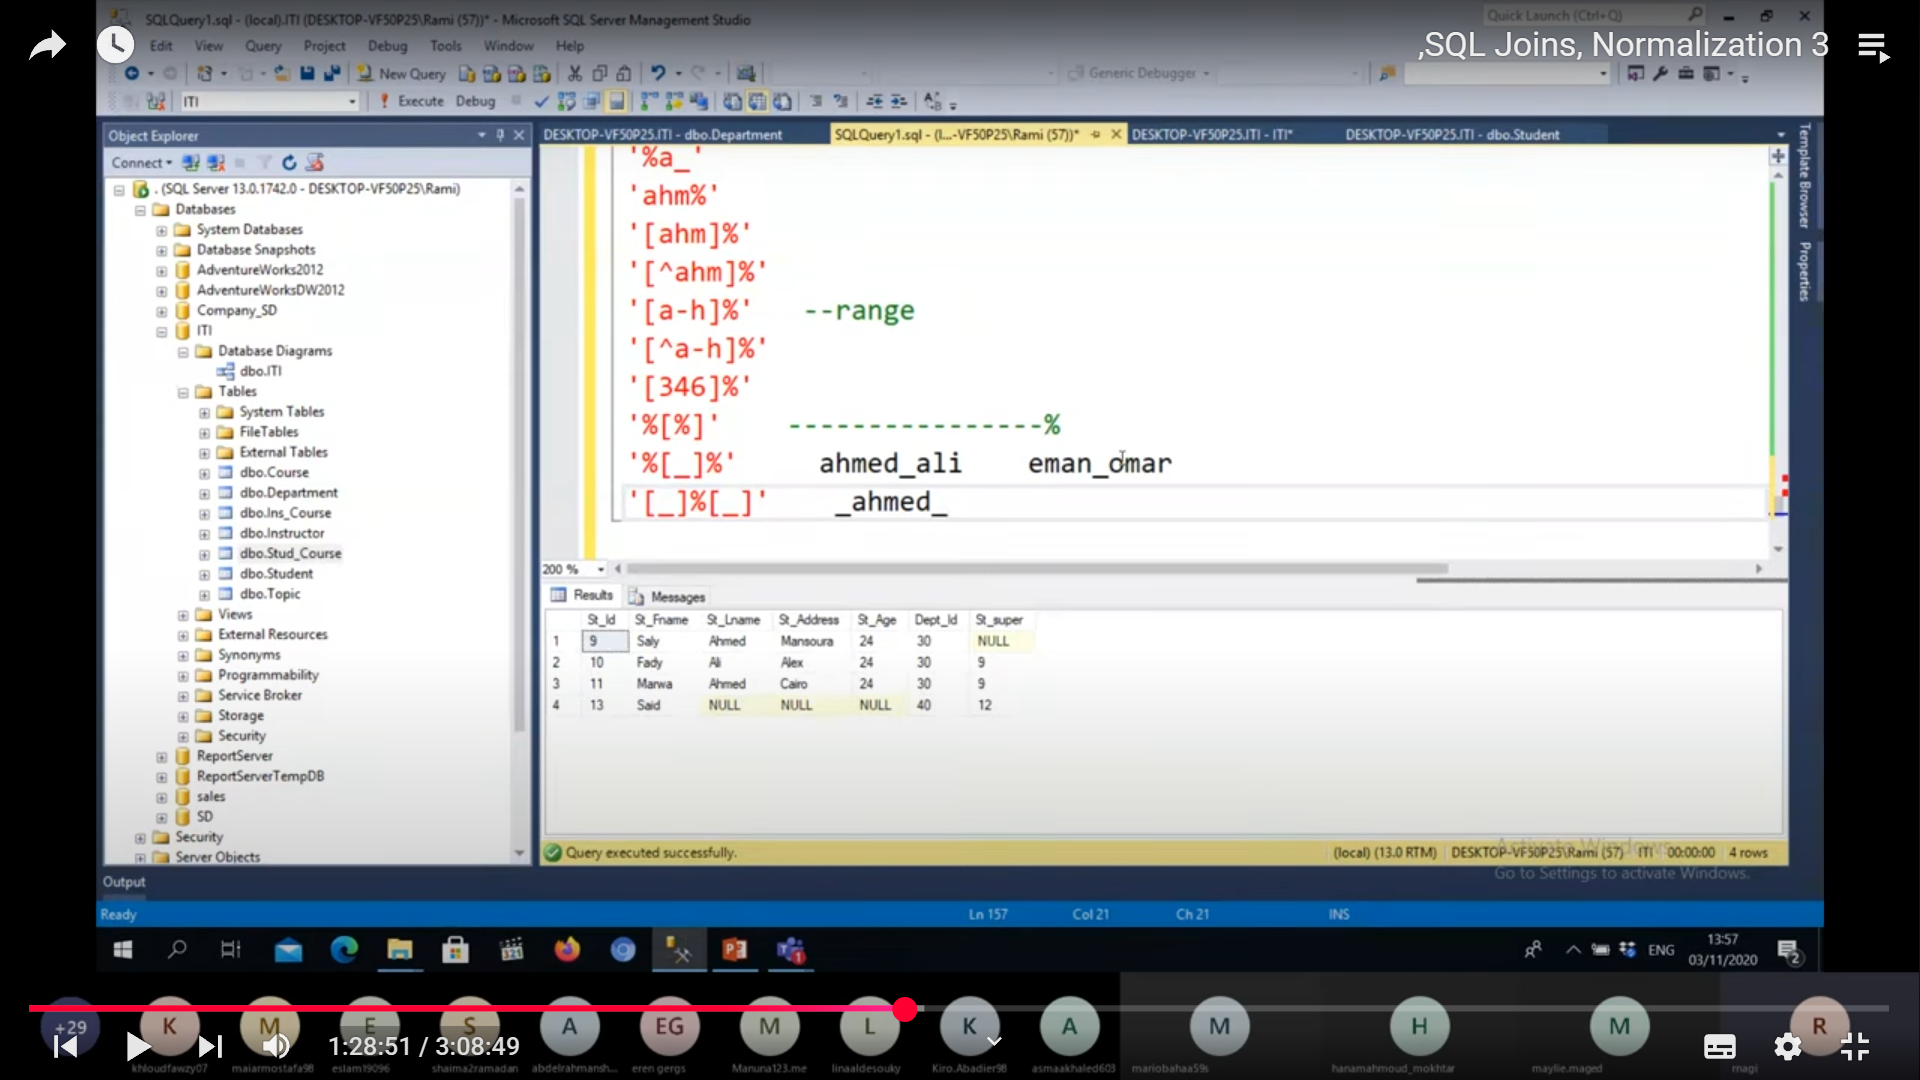 SQLQuery1.sql - (local).ITI (DESKTOP-VF50P25\Rami (57))* - Microsoft SQL Server Management Studio
Quick Launch (Ctrl+Q)
,SQL Joins, Normalization 3
Edit View Query Project Debug Tools Window Help
New Query
Generic Debugger
ITI
Execute Debug
Object Explorer
DESKTOP-VF50P25.ITI - dbo.Department
SQLQuery1.sql - (l...-VF50P25\Rami (57))*
DESKTOP-VF50P25.ITI - ITI*
DESKTOP-VF50P25.ITI - dbo.Student
Template Browser
Properties
Connect
. (SQL Server 13.0.1742.0 - DESKTOP-VF50P25\Rami)
Databases
System Databases
Database Snapshots
AdventureWorks2012
AdventureWorksDW2012
Company_SD
ITI
Database Diagrams
dbo.ITI
Tables
System Tables
FileTables
External Tables
dbo.Course
dbo.Department
dbo.Ins_Course
dbo.Instructor
dbo.Stud_Course
dbo.Student
dbo.Topic
Views
External Resources
Synonyms
Programmability
Service Broker
Storage
Security
ReportServer
ReportServerTempDB
sales
SD
Security
Server Objects
'%a_'
'ahm%'
'[ahm]%'
'[^ahm]%'
'[a-h]%' --range
'[^a-h]%'
'[346]%'
'%[%]' ----------------%
'%[_]%' ahmed_ali eman_omar
'[_]%[_]' _ahmed_
200 %
Results Messages
St_Id St_Fname St_Lname St_Address St_Age Dept_Id St_super
1 9 Saly Ahmed Mansoura 24 30 NULL
2 10 Fady Ali Alex 24 30 9
3 11 Marwa Ahmed Cairo 24 30 9
4 13 Said NULL NULL NULL 40 12
Query executed successfully.
(local) (13.0 RTM) DESKTOP-VF50P25\Rami (57) ITI 00:00:00 4 rows
Activate Windows
Go to Settings to activate Windows.
Output
Ready
Ln 157 Col 21 Ch 21 INS
ENG
13:57
03/11/2020
2
+29 K M E S A EG M L K A M H M R
1:28:51 / 3:08:49
khloudfawzy07 maiarmostafa98 eslam19096 shaima2ramadan abdelrahmansh... eren gergs Manuna123.me linaaldesouky Kiro.Abadier98 asmaakhaled603 mariobahaa59s hanamahmoud_mokhtar maylie.maged rnagi